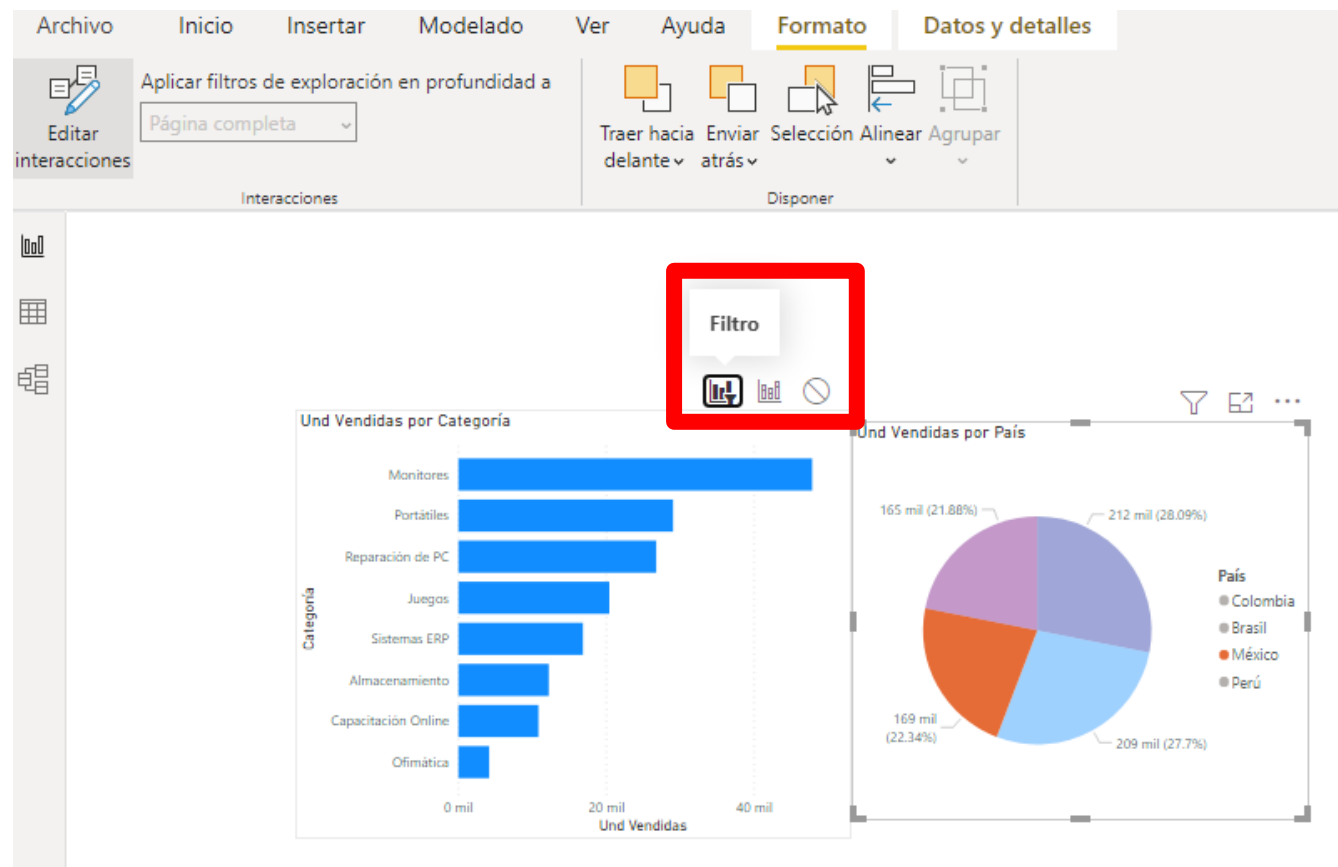 Archivo Inicio Insertar Modelado Ver Ayuda Formato Datos y detalles
Editar
interacciones
Aplicar filtros de exploración en profundidad a
Página completa
Interacciones
Traer hacia
delante
Enviar
atrás
Selección
Alinear
Agrupar
Disponer
Filtro
Und Vendidas por Categoría
Categoría
Monitores
Portátiles
Reparación de PC
Juegos
Sistemas ERP
Almacenamiento
Capacitación Online
Ofimática
0 mil 20 mil 40 mil
Und Vendidas
Und Vendidas por País
165 mil (21.88%)
212 mil (28.09%)
169 mil
(22.34%)
209 mil (27.7%)
País
Colombia
Brasil
México
Perú